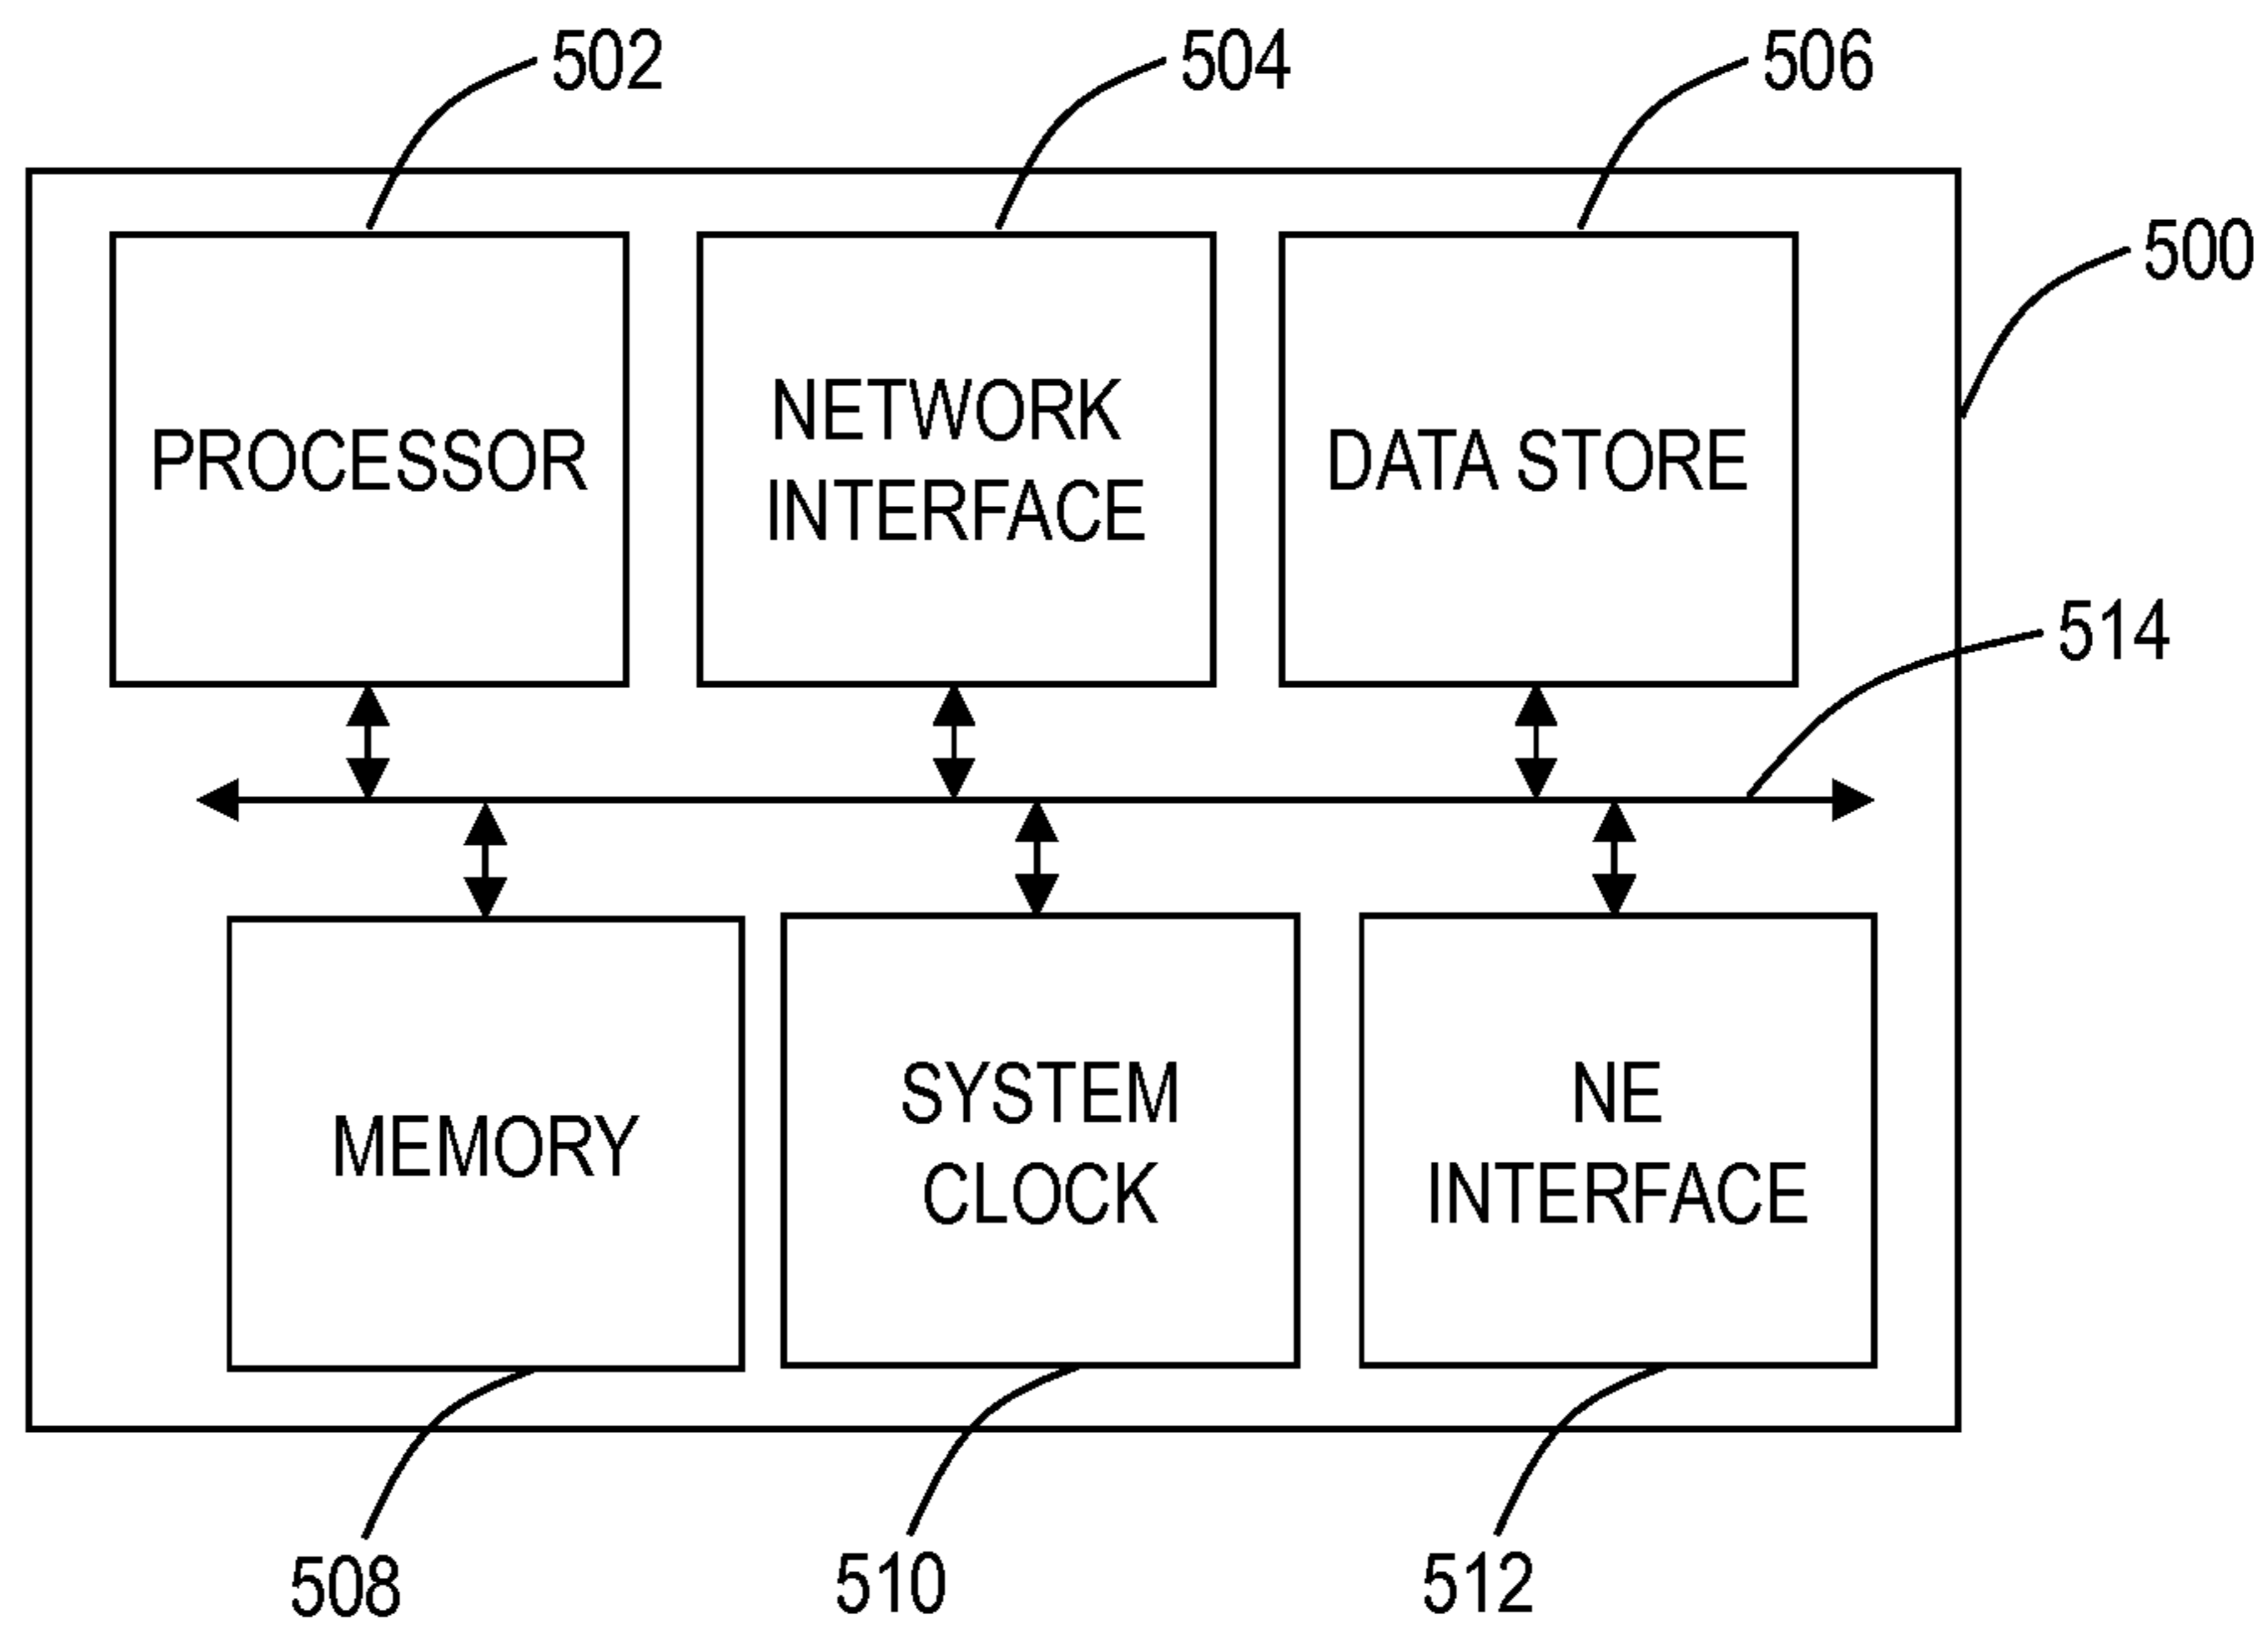 502
504
506
500
PROCESSOR
NETWORK
INTERFACE
DATA STORE
514
MEMORY
SYSTEM
CLOCK
NE
INTERFACE
508
510
512